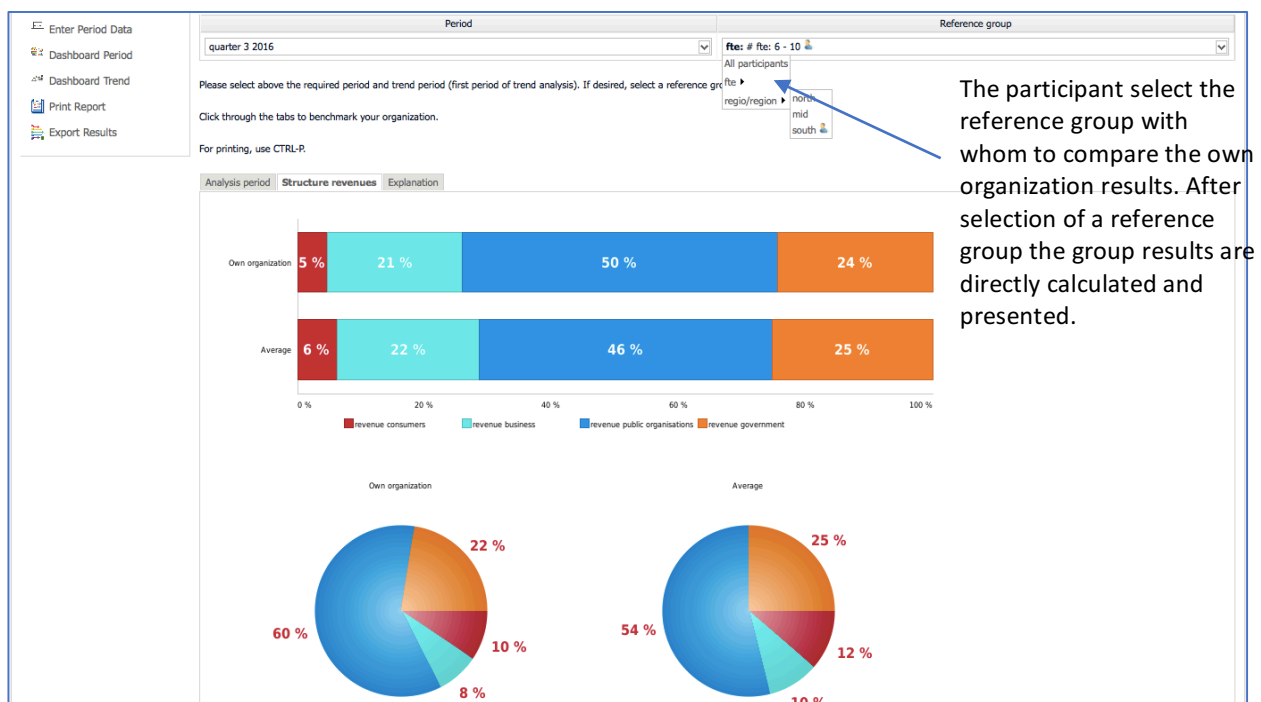 Enter Period Data
Dashboard Period
Dashboard Trend
Print Report
Export Results
Period
Reference group
quarter 3 2016
fte: # fte: 6 - 10
All participants
fte
regio/region
north
mid
south
Please select above the required period and trend period (first period of trend analysis). If desired, select a reference
Click through the tabs to benchmark your organization.
For printing, use CTRL-P.
The participant select the
reference group with
whom to compare the own
organization results. After
selection of a reference
group the group results are
directly calculated and
presented.
Analysis period Structure revenues Explanation
Own organization 5 % 21 % 50 % 24 %
Average 6 % 22 % 46 % 25 %
0 % 20 % 40 % 60 % 80 % 100 %
revenue consumers revenue business revenue public organisations revenue government
Own organization
22 %
60 %
10 %
8 %
Average
25 %
54 %
12 %
10 %